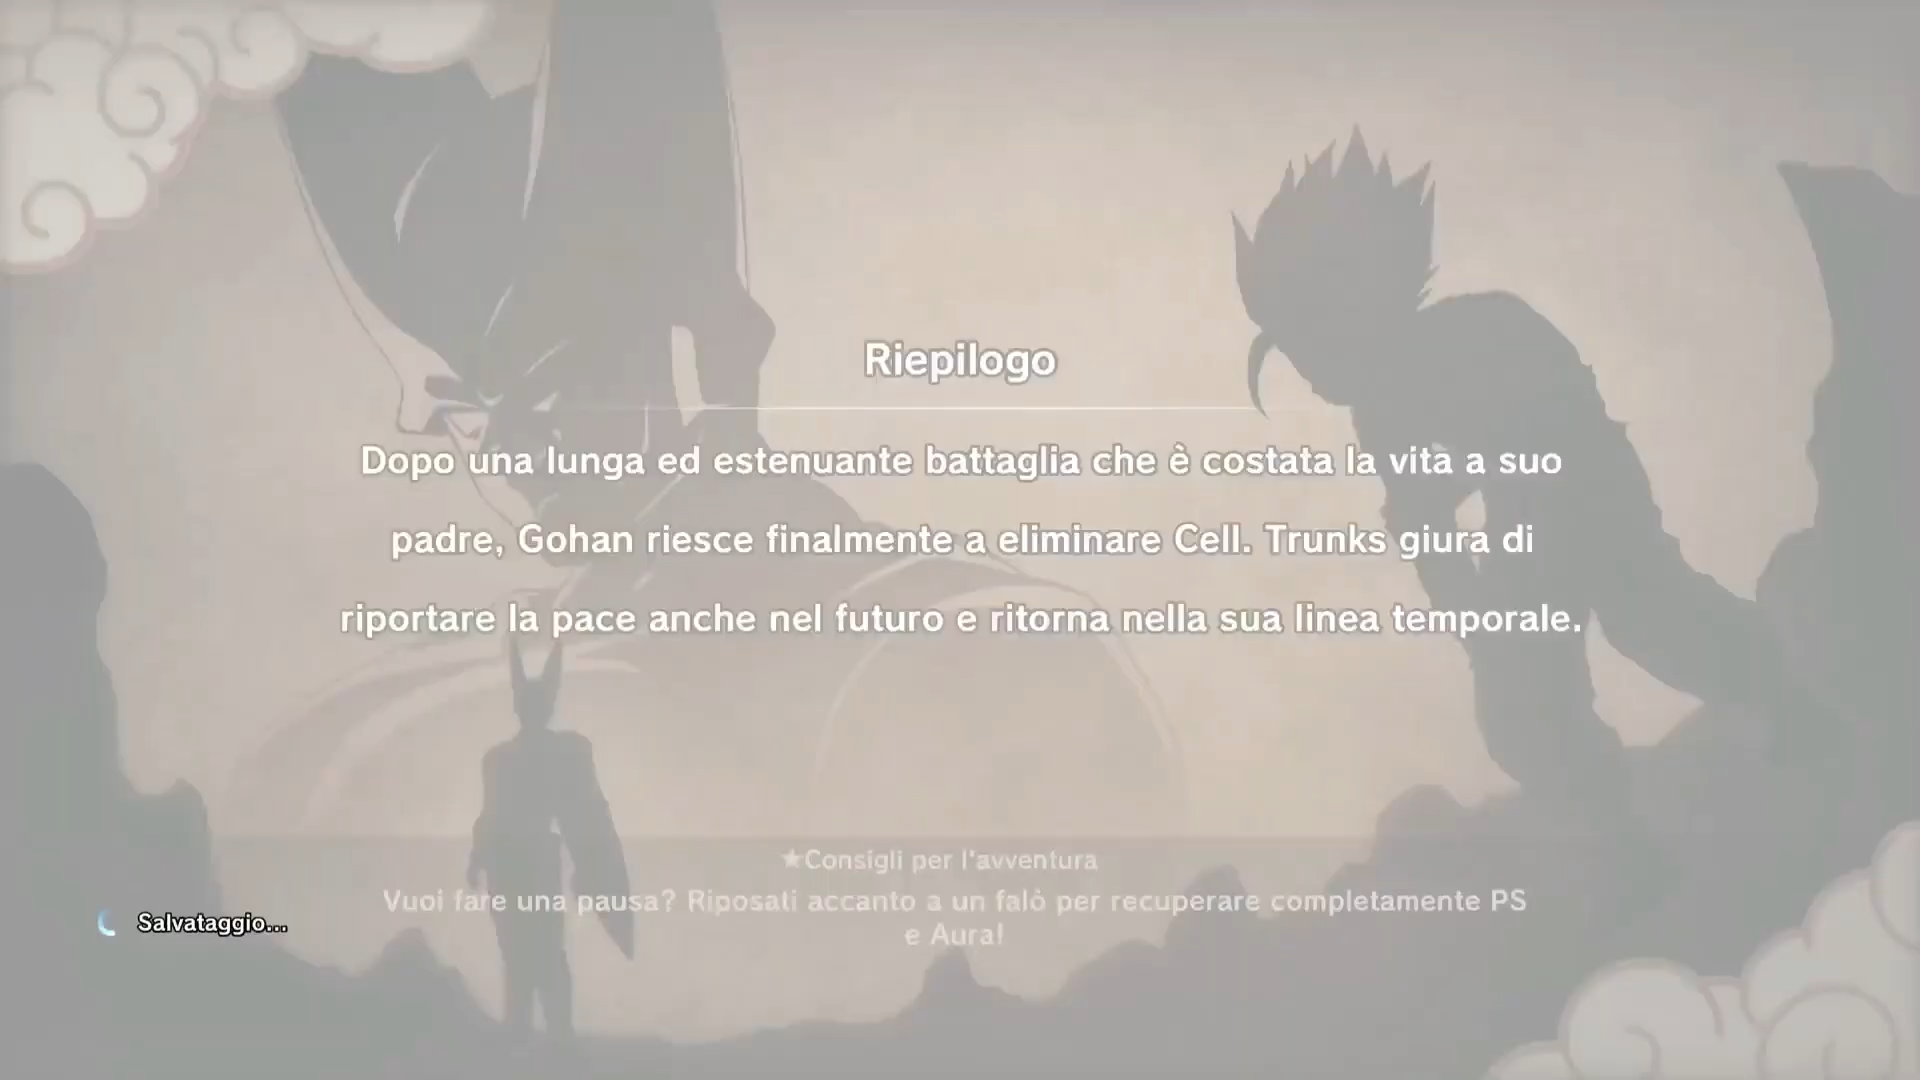 Riepilogo
Dopo una lunga ed estenuante battaglia che è costata la vita a suo
padre, Gohan riesce finalmente a eliminare Cell. Trunks giura di
riportare la pace anche nel futuro e ritorna nella sua linea temporale.
★Consigli per l'avventura
Vuoi fare una pausa? Riposati accanto a un falò per recuperare completamente PS
e Aura!
Salvataggio...